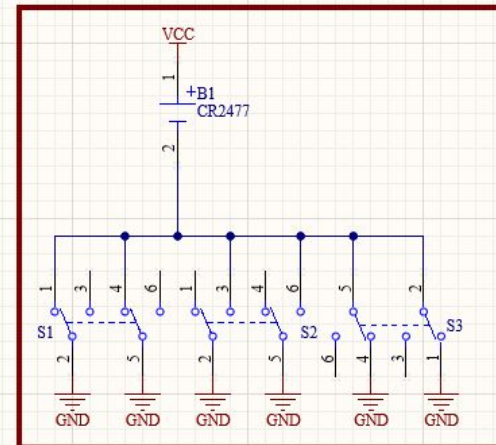 VCC
1
+B1
CR2477
2
1 3 4 6 1 3 4 6 5 2
S1 S2 S3
2 5 2 5 6 4 3 1
GND GND GND GND GND GND